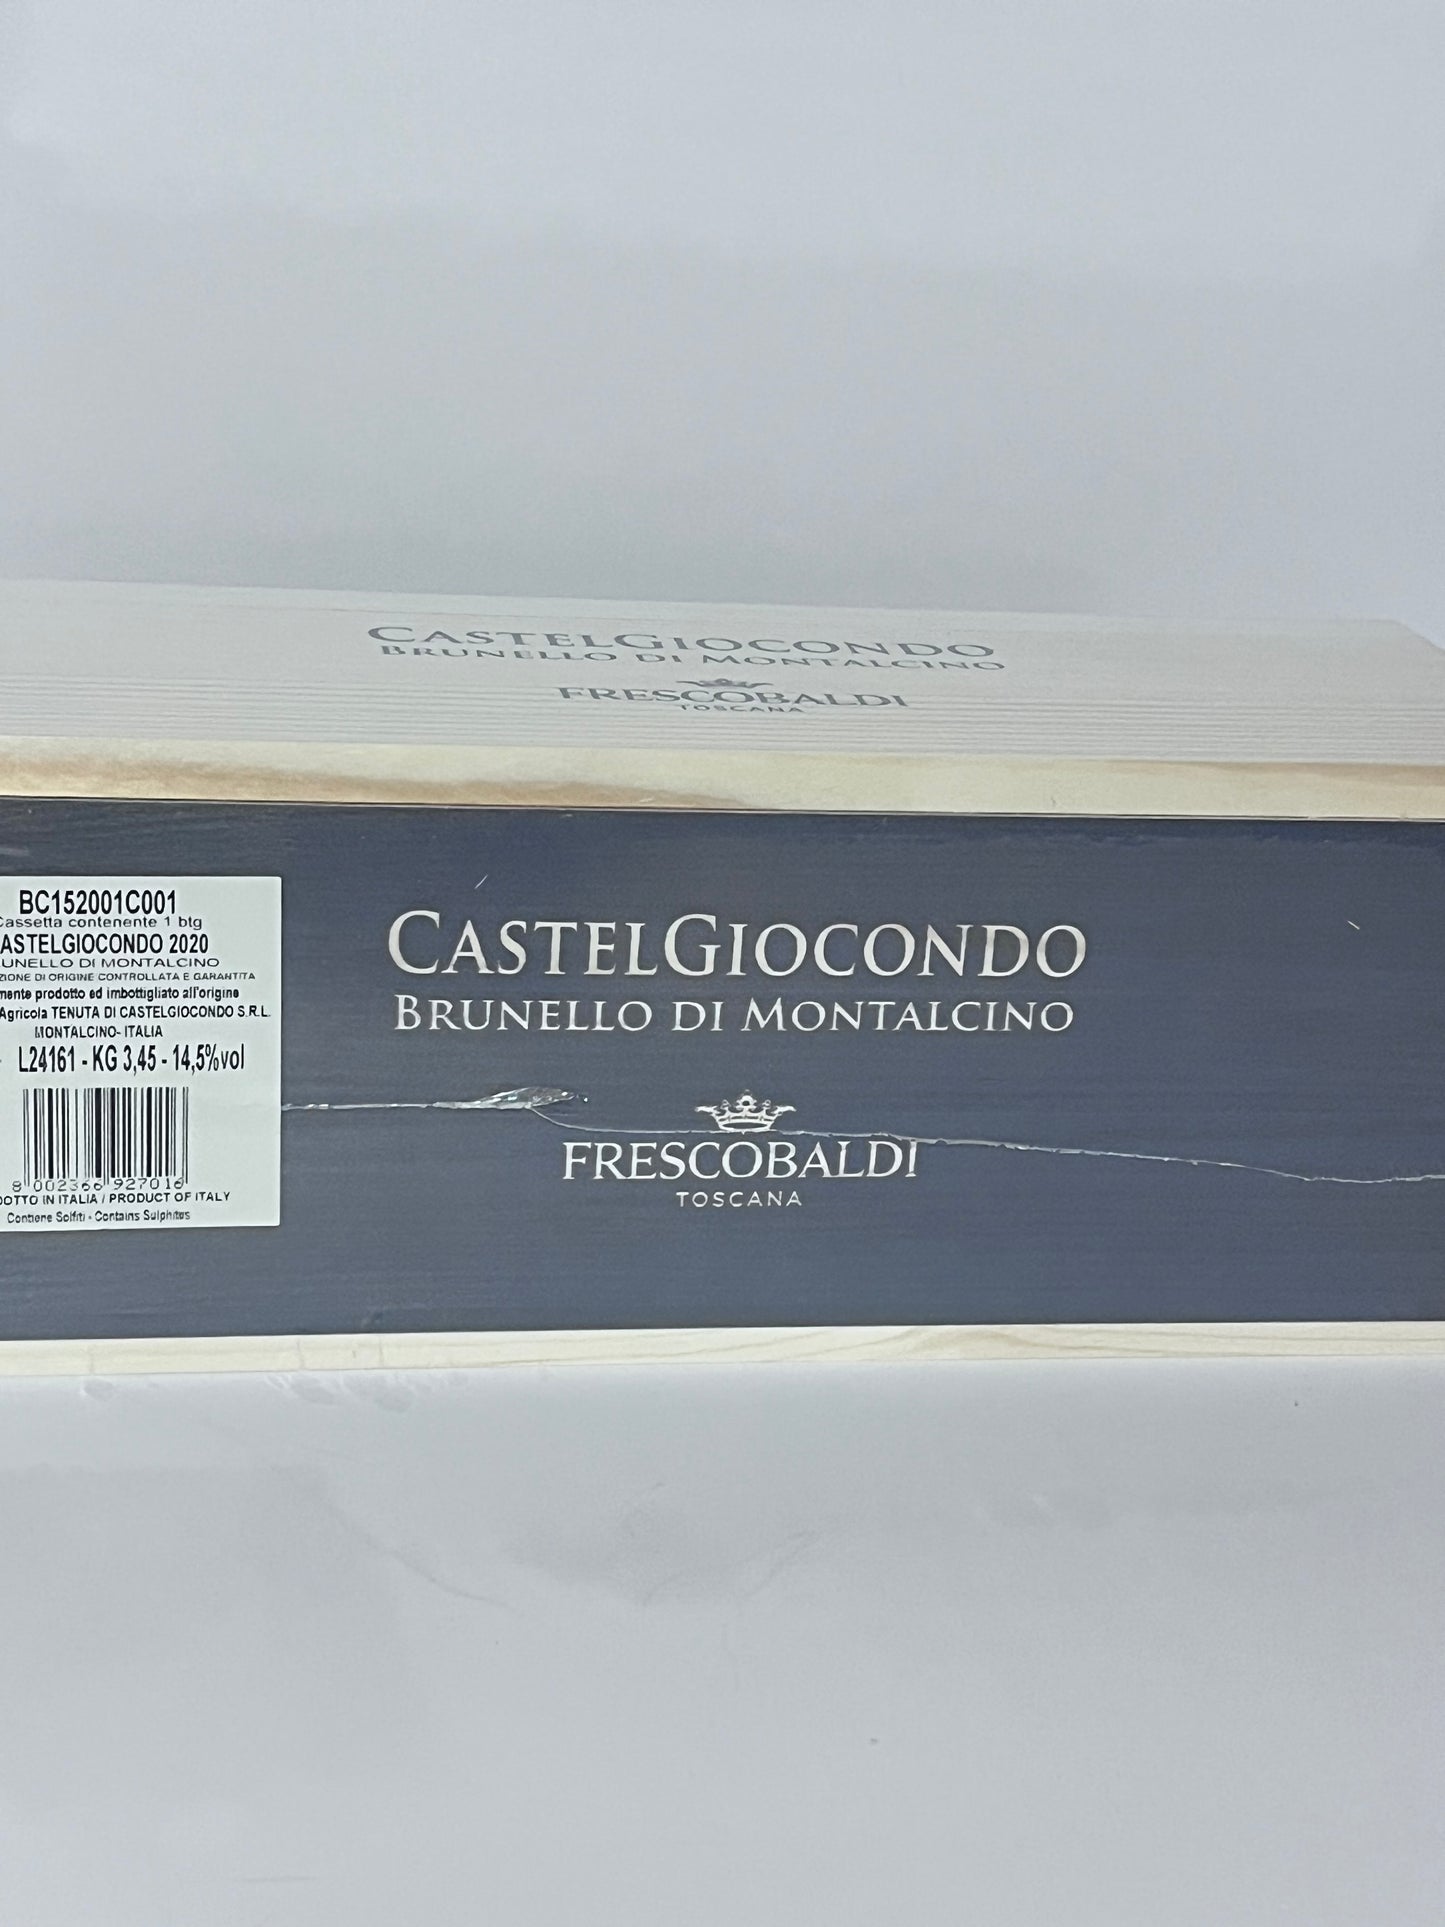 CASTELGIOCONDO
BRUNELLO DI MONTALCINO
FRESCOBALDI
TOSCANA
BC152001C001
Cassetta contenente 1 btg
ASTELGIOCONDO 2020
UNELLO DI MONTALCINO
ZIONE DI ORIGINE CONTROLLATA E GARANTITA
mente prodotto ed imbottigliato all'origine
Agricola TENUTA DI CASTELGIOCONDO S.R.L.
MONTALCINO- ITALIA
L24161 - KG 3,45 - 14,5%vol
8 002366 927016
DOTTO IN ITALIA / PRODUCT OF ITALY
Contiene Solfiti - Contains Sulphites
CASTELGIOCONDO
BRUNELLO DI MONTALCINO
FRESCOBALDI
TOSCANA